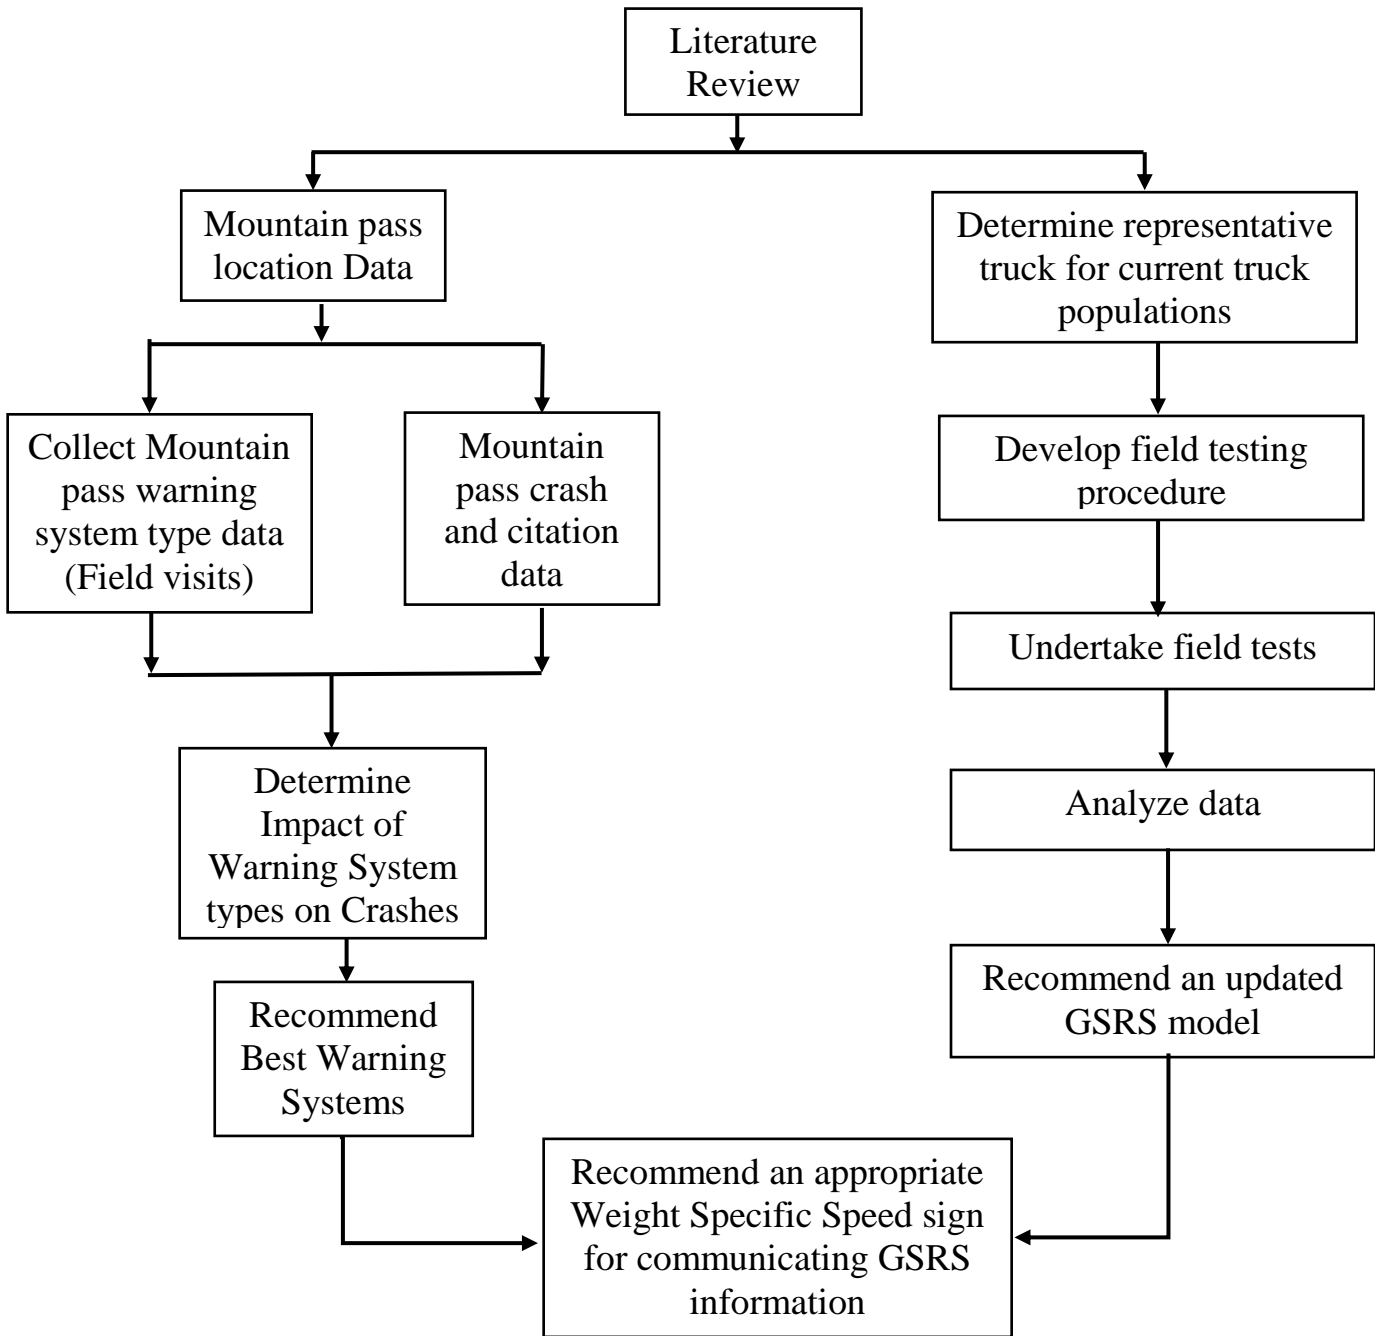 Literature
Review
Mountain pass
location Data
Determine representative
truck for current truck
populations
Collect Mountain
pass warning
system type data
(Field visits)
Mountain
pass crash
and citation
data
Develop field testing
procedure
Undertake field tests
Determine
Impact of
Warning System
types on Crashes
Analyze data
Recommend
Best Warning
Systems
Recommend an updated
GSRS model
Recommend an appropriate
Weight Specific Speed sign
for communicating GSRS
information